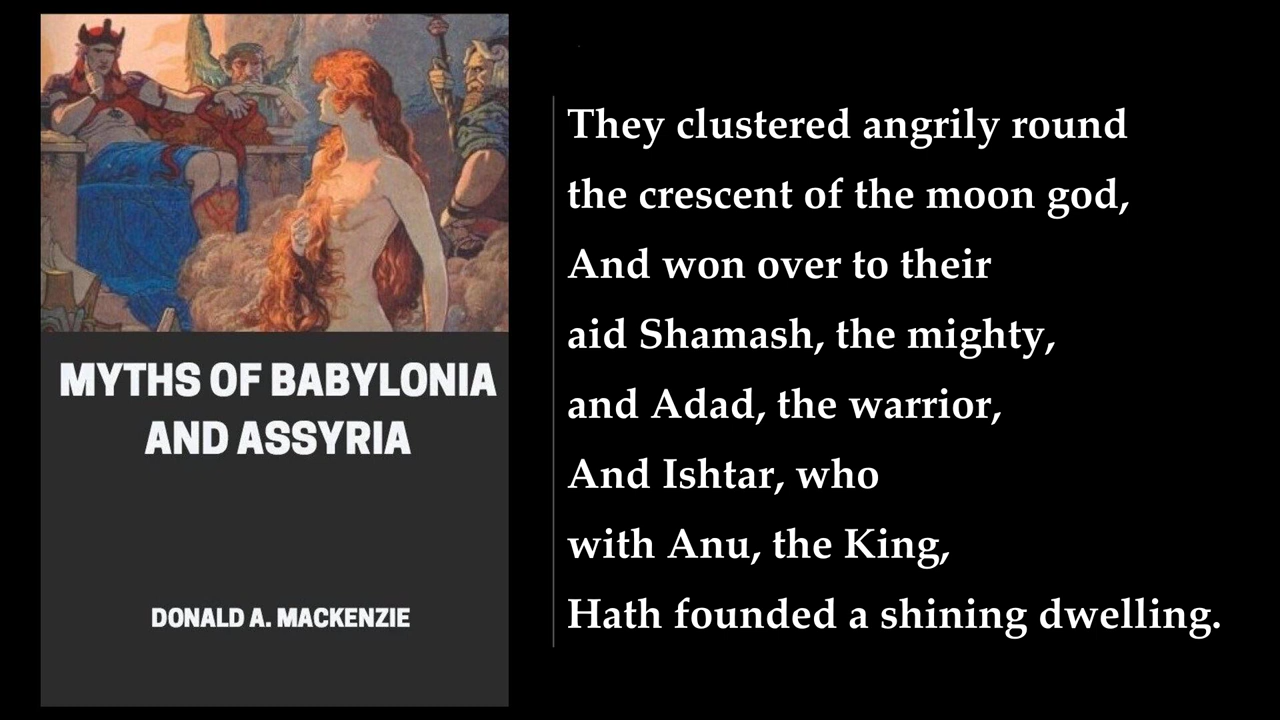 MYTHS OF BABYLONIA
AND ASSYRIA
DONALD A. MACKENZIE
They clustered angrily round
the crescent of the moon god,
And won over to their
aid Shamash, the mighty,
and Adad, the warrior,
And Ishtar, who
with Anu, the King,
Hath founded a shining dwelling.